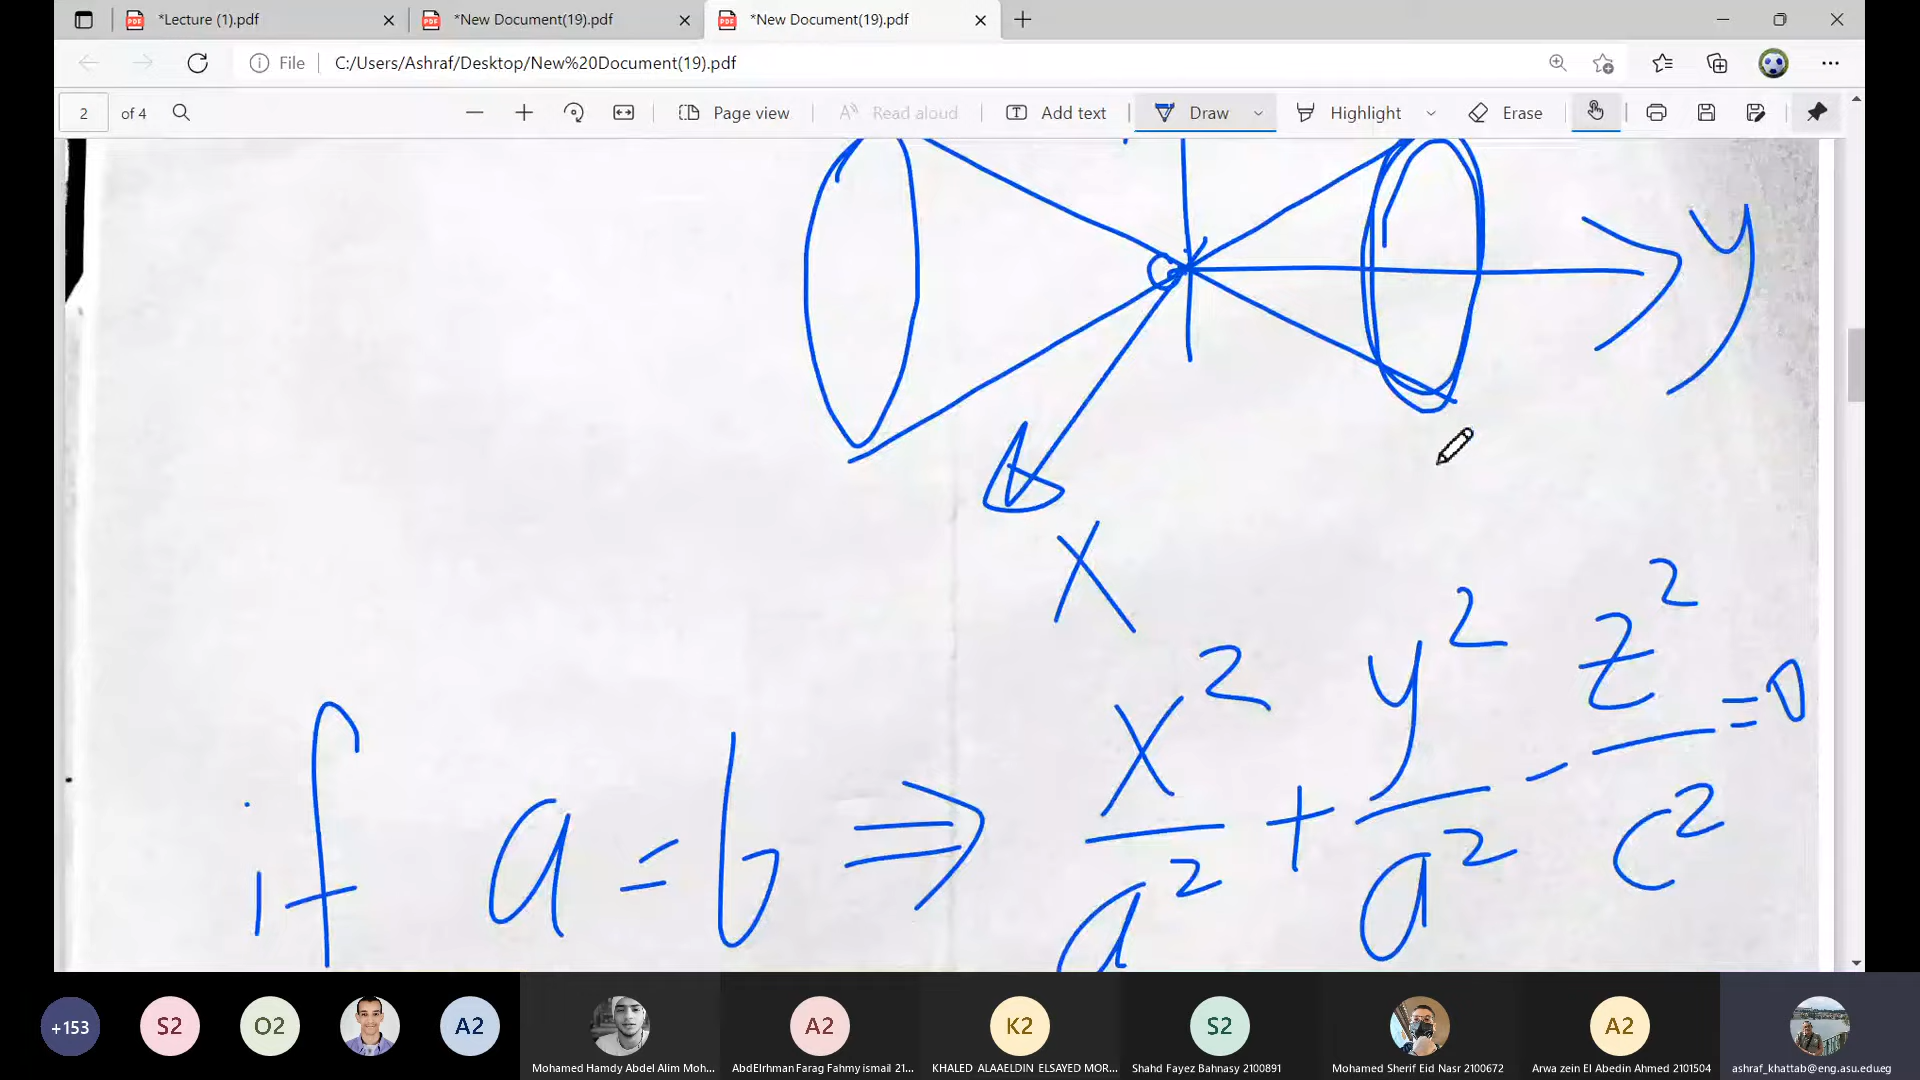 *Lecture (1).pdf
*New Document(19).pdf
*New Document(19).pdf
File
C:/Users/Ashraf/Desktop/New%20Document(19).pdf
2 of 4
Page view
Read aloud
Add text
Draw
Highlight
Erase
y
x
if a = b ⇒ x²/a² + y²/a² - z²/c² = 0
+153
S2
O2
A2
Mohamed Hamdy Abdel Alim Moh...
A2
AbdElrhman Farag Fahmy ismail 21...
K2
KHALED ALAAELDIN ELSAYED MOR...
S2
Shahd Fayez Bahnasy 2100891
Mohamed Sherif Eid Nasr 2100672
A2
Arwa zein El Abedin Ahmed 2101504
ashraf_khattab@eng.asu.edu.eg